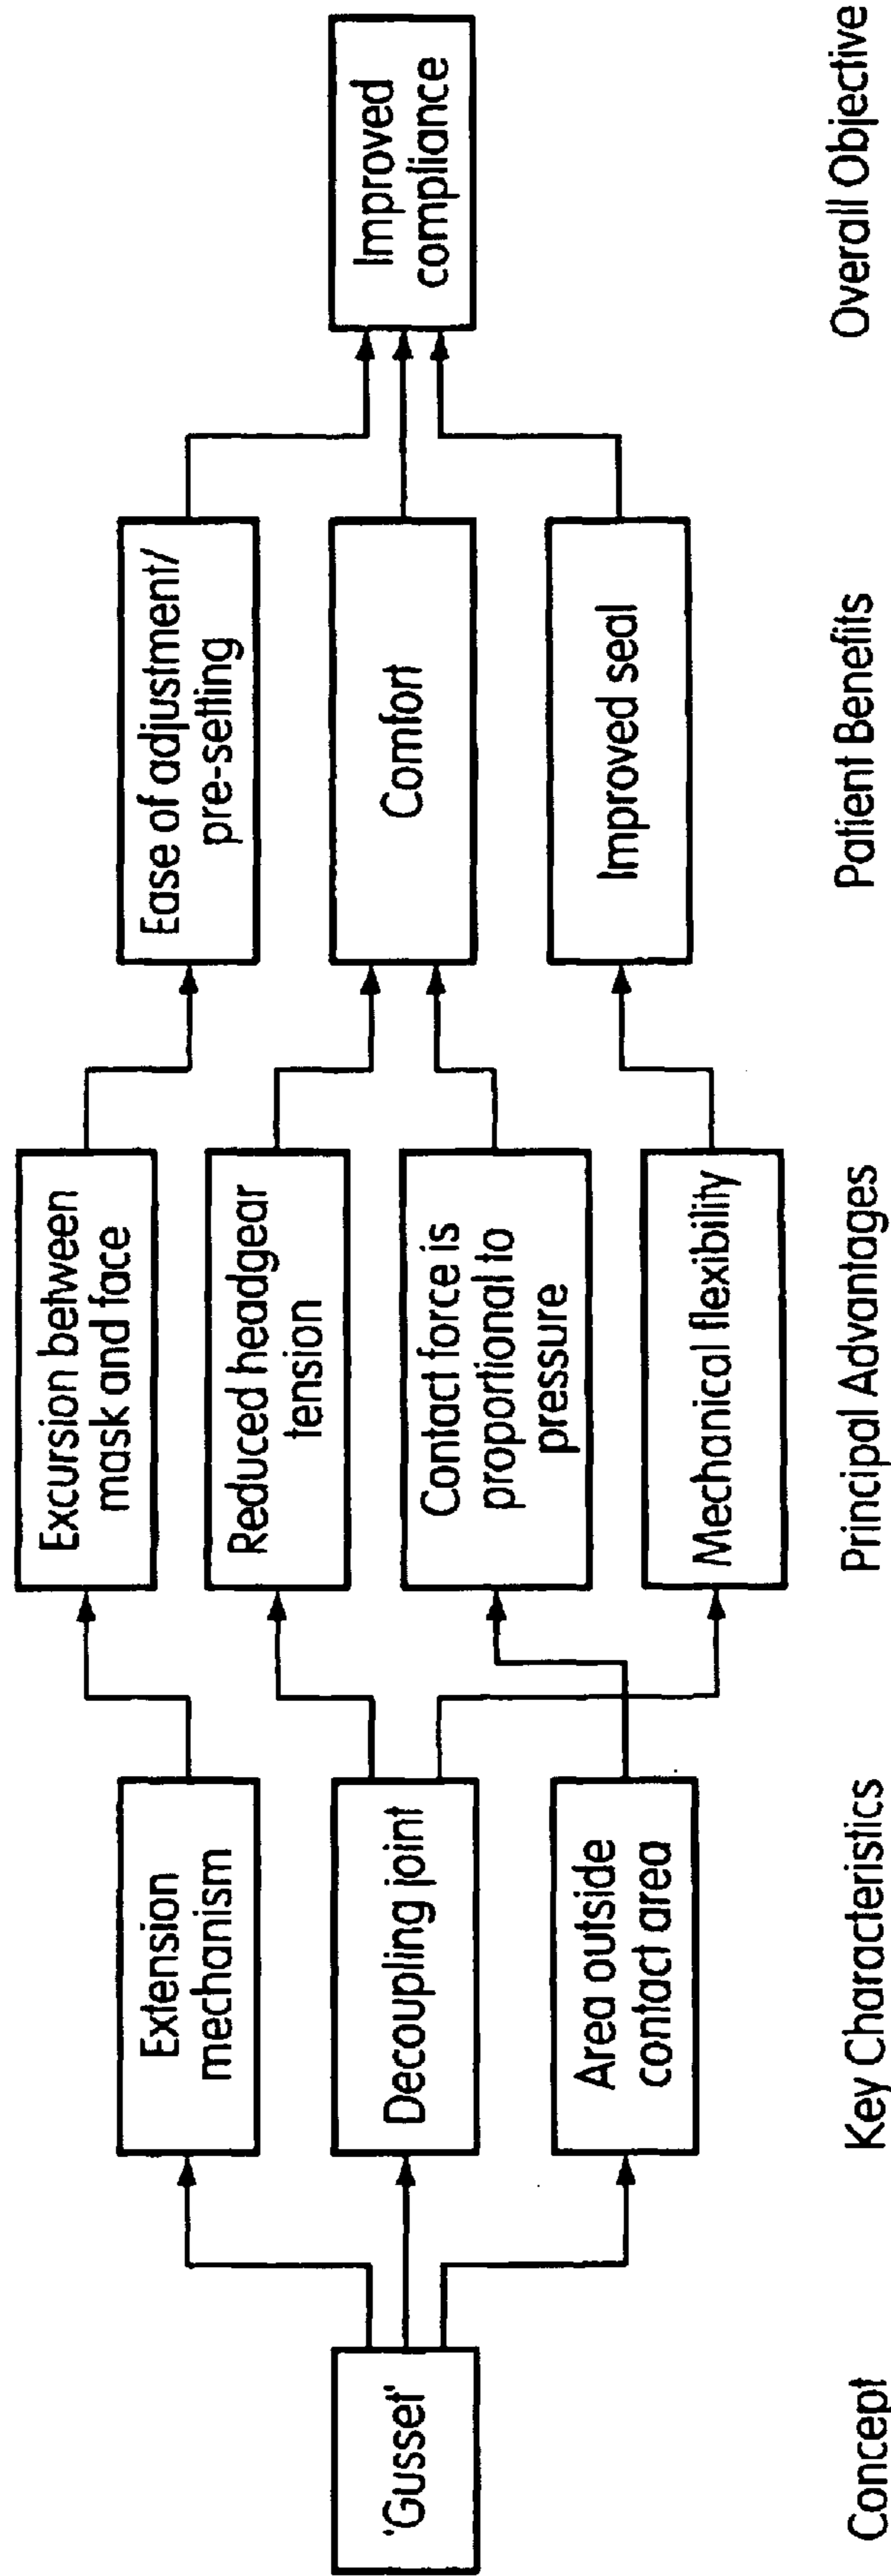 'Gusset'
Extension
mechanism
Decoupling joint
Area outside
contact area
Excursion between
mask and face
Reduced headgear
tension
Contact force is
proportional to
pressure
Mechanical flexibility
Ease of adjustment/
pre-setting
Comfort
Improved seal
Improved
compliance
Concept
Key Characteristics
Principal Advantages
Patient Benefits
Overall Objective